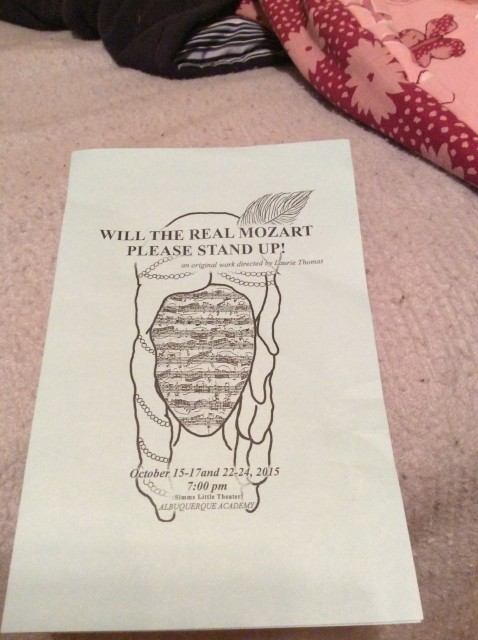 WILL THE REAL MOZART
PLEASE STAND UP!
an original work directed by Laurie Thomas
October 15-17and 22-24, 2015
7:00 pm
(Simms Little Theater)
ALBUQUERQUE ACADEMY